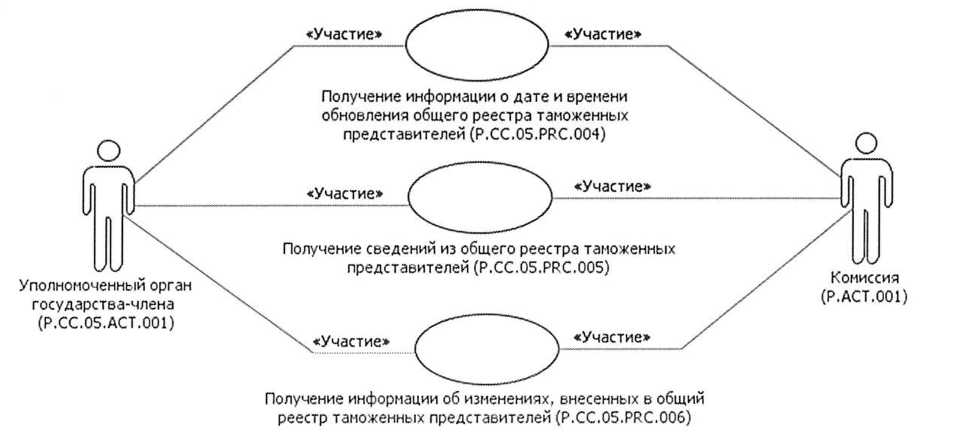 «Участие»
«Участие»
Получение информации о дате и времени
обновления общего реестра таможенных
представителей (P.CC.05.PRC.004)
«Участие»
«Участие»
Получение сведений из общего реестра таможенных
представителей (P.CC.05.PRC.005)
Уполномоченный орган
государства-члена
(P.CC.05.ACT.001)
Комиссия
(P.ACT.001)
«Участие»
«Участие»
Получение информации об изменениях, внесенных в общий
реестр таможенных представителей (P.CC.05.PRC.006)